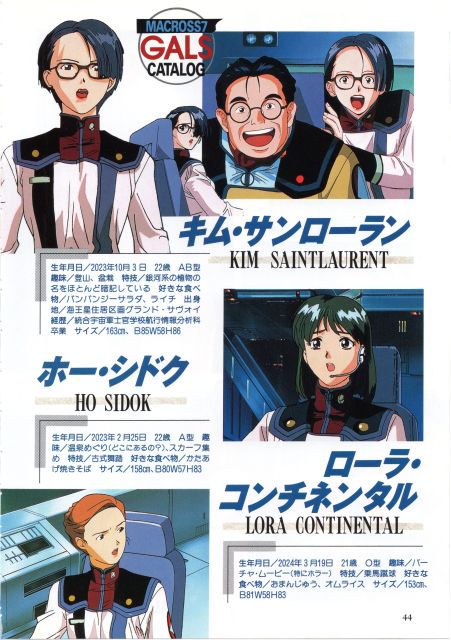 MACROSS7
GALS
CATALOG
キム・サンローラン
KIM SAINTLAURENT
生年月日／2023年10月3日 22歳 AB型
趣味／登山、盆栽 特技／銀河系の植物の
名をほとんど暗記している 好きな食べ
物／バンバンジーサラダ、ライチ 出身
地／惑王星住居区画グランド・サヴォイ
経歴／統合宇宙軍士官学校航行情報分析科
卒業 サイズ／163㎝、B85W58H86
ホー・シドク
HO SIDOK
生年月日／2023年2月25日 22歳 A型 趣
味／温泉めぐり(どこにあるの?)、スカーフ集
め 特技／古式舞踏 好きな食べ物／かたあ
げ焼きそば サイズ／158㎝、B80W57H83
ローラ・
コンチネンタル
LORA CONTINENTAL
生年月日／2024年3月19日 21歳 O型 趣味／バー
チャ・ムービー(特にホラー) 特技／乗馬蹴球 好きな
食べ物／おまんじゅう、オムライス サイズ／153㎝、
B81W58H83
44